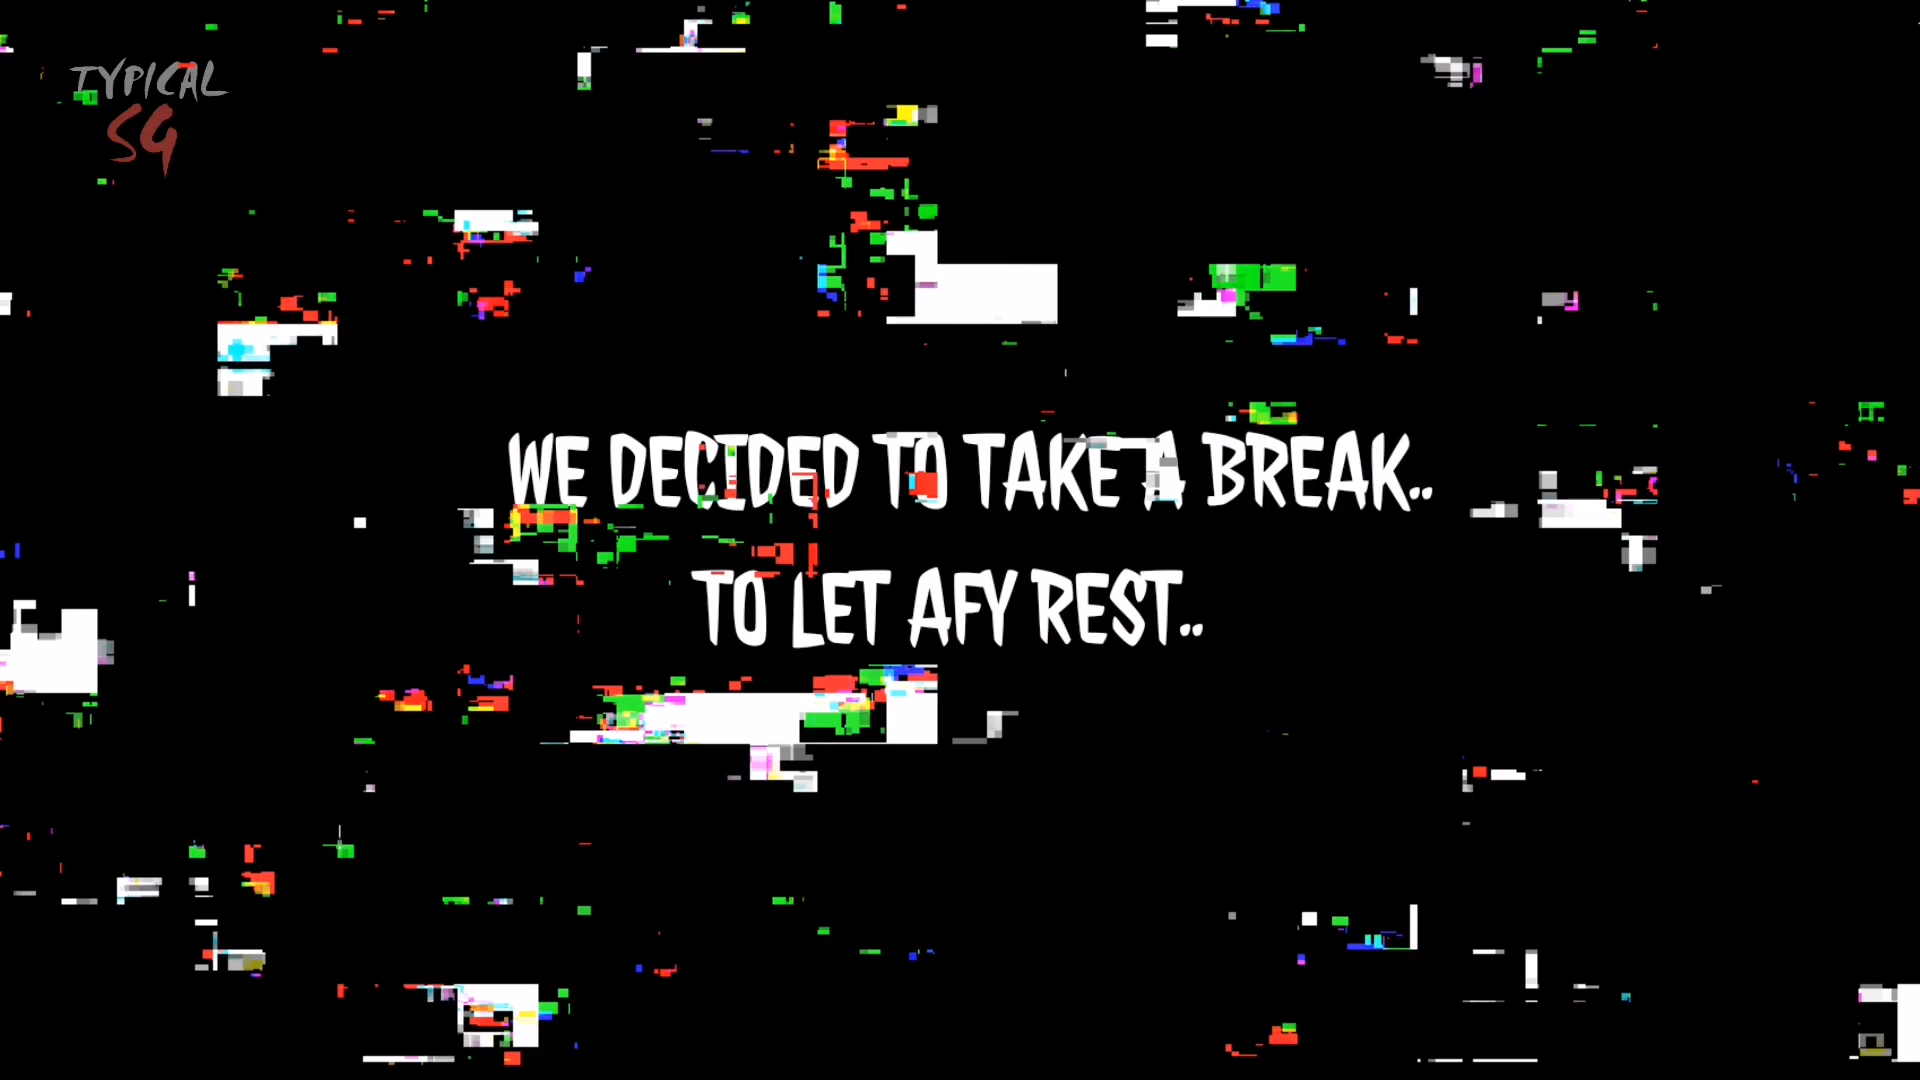 TYPICAL
SG
WE DECIDED TO TAKE A BREAK..
TO LET AFY REST..